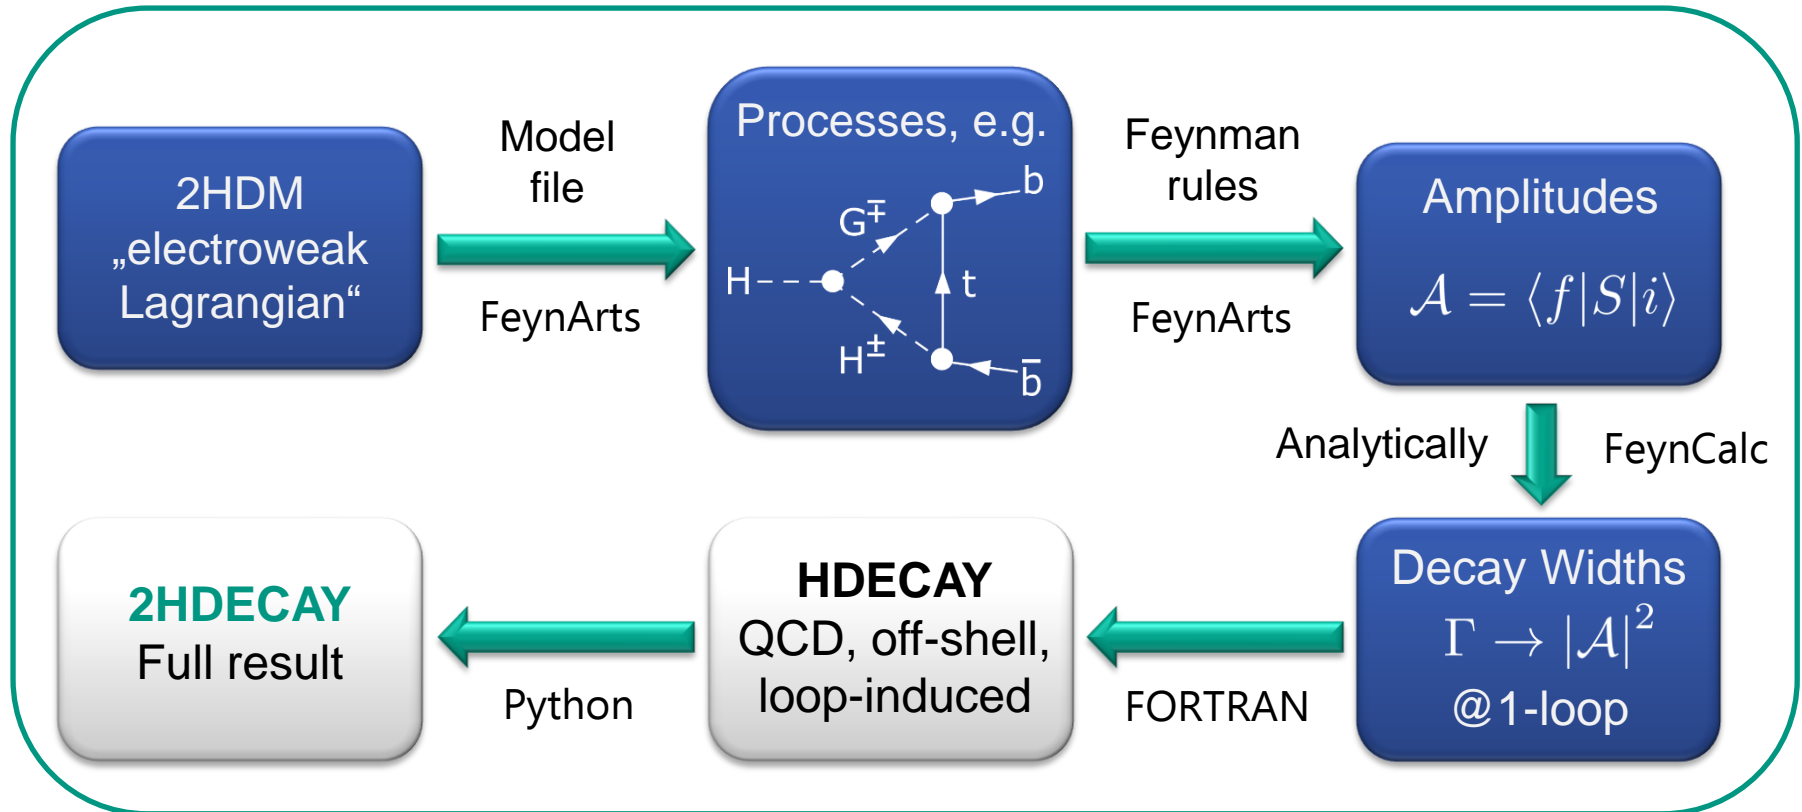 2HDM
„electroweak
Lagrangian“
Model
file
FeynArts
Processes, e.g.
b
G∓
H
t
H±
b̄
Feynman
rules
FeynArts
Amplitudes
𝒜 = ⟨f|S|i⟩
Analytically
FeynCalc
Decay Widths
Γ → |𝒜|²
@1-loop
FORTRAN
HDECAY
QCD, off-shell,
loop-induced
Python
2HDECAY
Full result